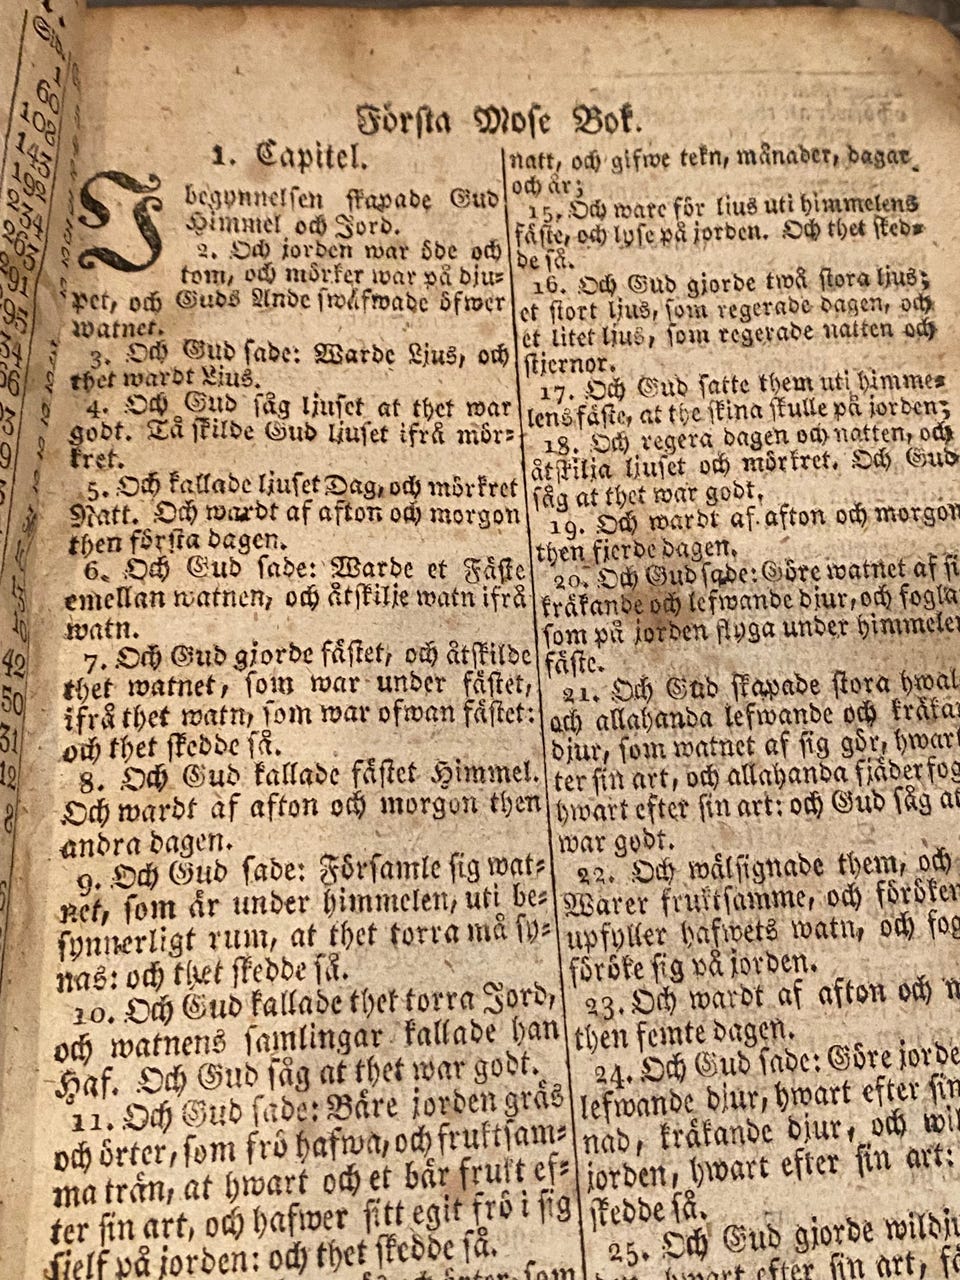 Första Mose Bok.
1. Capitel.
I begynnelsen skapade Gud
Himmel och Jord.
2. Och jorden war öde och
tom, och mörker war på dju-
pet, och Guds Ande swäfwade öfwer
watnet.
3. Och Gud sade: Warde Ljus, och
thet wardt Ljus.
4. Och Gud såg ljuset at thet war
godt. Tå skilde Gud ljuset ifrå mör-
kret.
5. Och kallade ljuset Dag, och mörkret
Natt. Och wardt af afton och morgon
then första dagen.
6. Och Gud sade: Warde et Fäste
emellan watnen, och åtskilje watn ifrå
watn.
7. Och Gud gjorde fästet, och åtskilde
thet watnet, som war under fästet,
ifrå thet watn, som war ofwan fästet:
och thet skedde så.
8. Och Gud kallade fästet Himmel.
Och wardt af afton och morgon then
andra dagen.
9. Och Gud sade: Församle sig wat-
net, som är under himmelen, uti be-
synnerligt rum, at thet torra må sy-
nas: och thet skedde så.
10. Och Gud kallade thet torra Jord,
och watnens samlingar kallade han
Haf. Och Gud såg at thet war godt.
11. Och Gud sade: Bäre jorden gräs
och örter, som frö hafwa, och fruktsam-
ma trän, at hwart och et bär frukt ef-
ter sin art, och hafwer sitt egit frö i sig
sjelf på jorden: och thet skedde så.
örter, som
natt, och gifwe tekn, månader, dagar
och år;
15. Och ware för ljus uti himmelens
fäste, och lyse på jorden. Och thet sked-
de så.
16. Och Gud gjorde twå stora ljus;
et stort ljus, som regerade dagen, och
et litet ljus, som regerade natten och
stjernor.
17. Och Gud satte them uti himme-
lens fäste, at the skina skulle på jorden;
18. Och regera dagen och natten, och
åtskilja ljuset och mörkret. Och Gud
såg at thet war godt.
19. Och wardt af afton och morgon
then fjerde dagen.
20. Och Gud sade: Göre watnet af si
kräkande och lefwande djur, och fogla
som på jorden flyga under himmelen
fäste.
21. Och Gud skapade stora hwal
och allahanda lefwande och kräka
djur, som watnet af sig gör, hwart
ter sin art, och allahanda fjäderfog
hwart efter sin art: och Gud såg at
war godt.
22. Och wälsignade them, och
Warer fruktsamme, och föröker
upfyller hafwets watn, och fog
föröke sig på jorden.
23. Och wardt af afton och m
then femte dagen.
24. Och Gud sade: Göre jorde
lefwande djur, hwart efter sin
nad, kräkande djur, och wil
jorden, hwart efter sin art:
skedde så.
25. Och Gud gjorde wildju
hwart efter sin art, fä